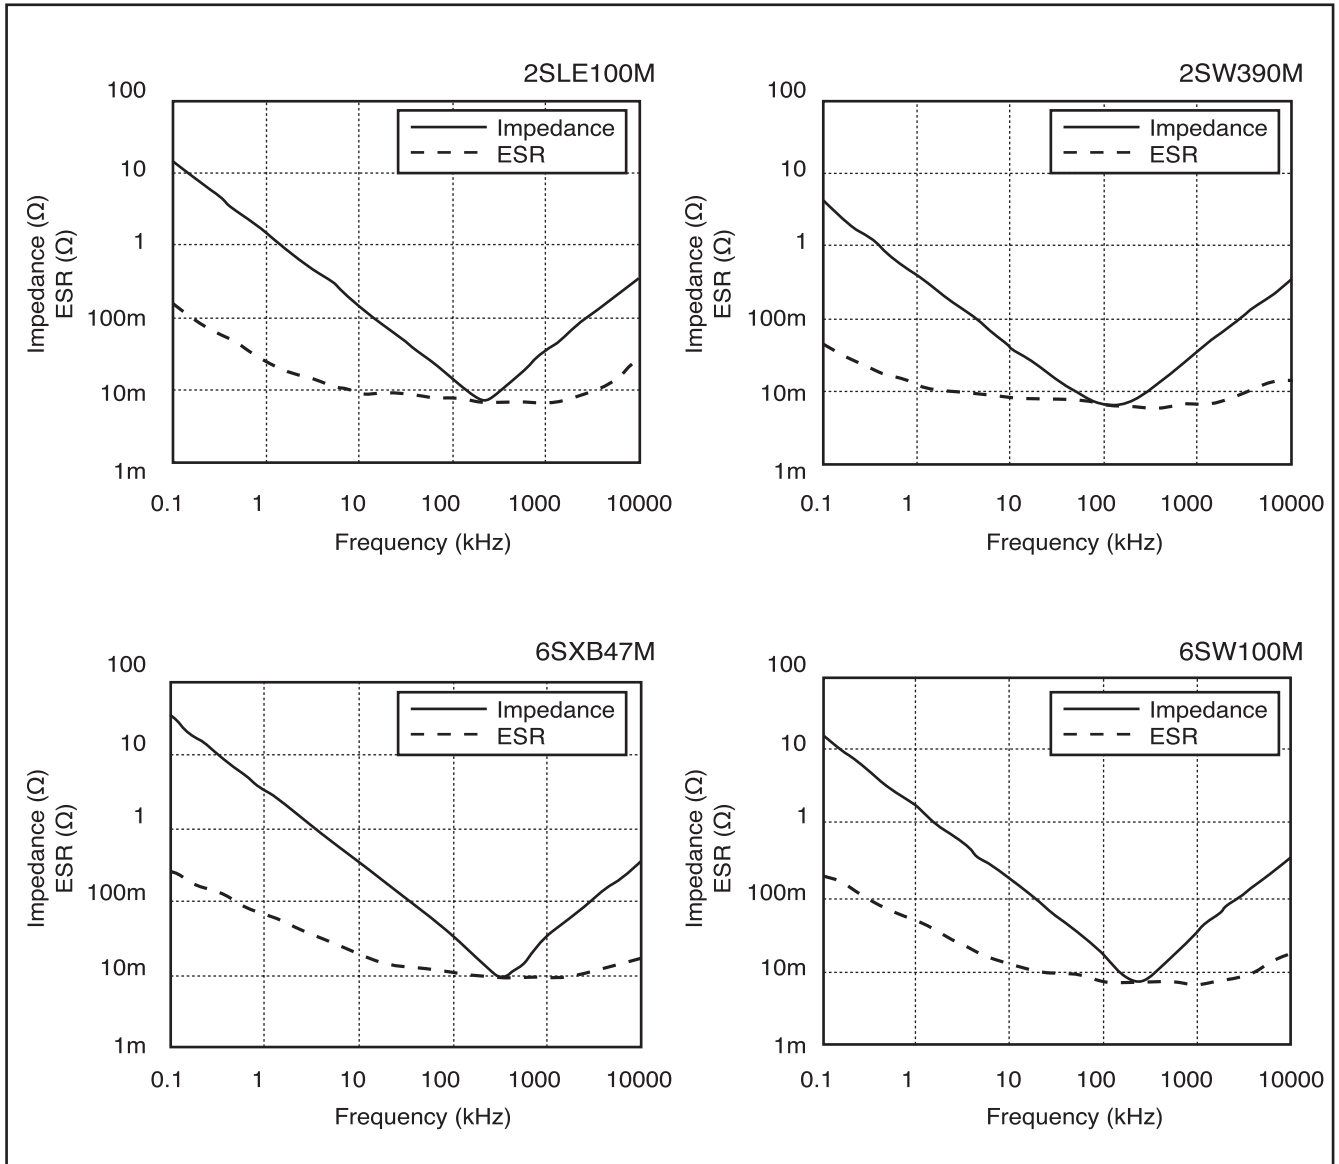 2SLE100M
100
10
1
100m
10m
1m
Impedance (Ω)
ESR (Ω)
Impedance
ESR
0.1 1 10 100 1000 10000
Frequency (kHz)
2SW390M
100
10
1
100m
10m
1m
Impedance (Ω)
ESR (Ω)
Impedance
ESR
0.1 1 10 100 1000 10000
Frequency (kHz)
6SXB47M
100
10
1
100m
10m
1m
Impedance (Ω)
ESR (Ω)
Impedance
ESR
0.1 1 10 100 1000 10000
Frequency (kHz)
6SW100M
100
10
1
100m
10m
1m
Impedance (Ω)
ESR (Ω)
Impedance
ESR
0.1 1 10 100 1000 10000
Frequency (kHz)